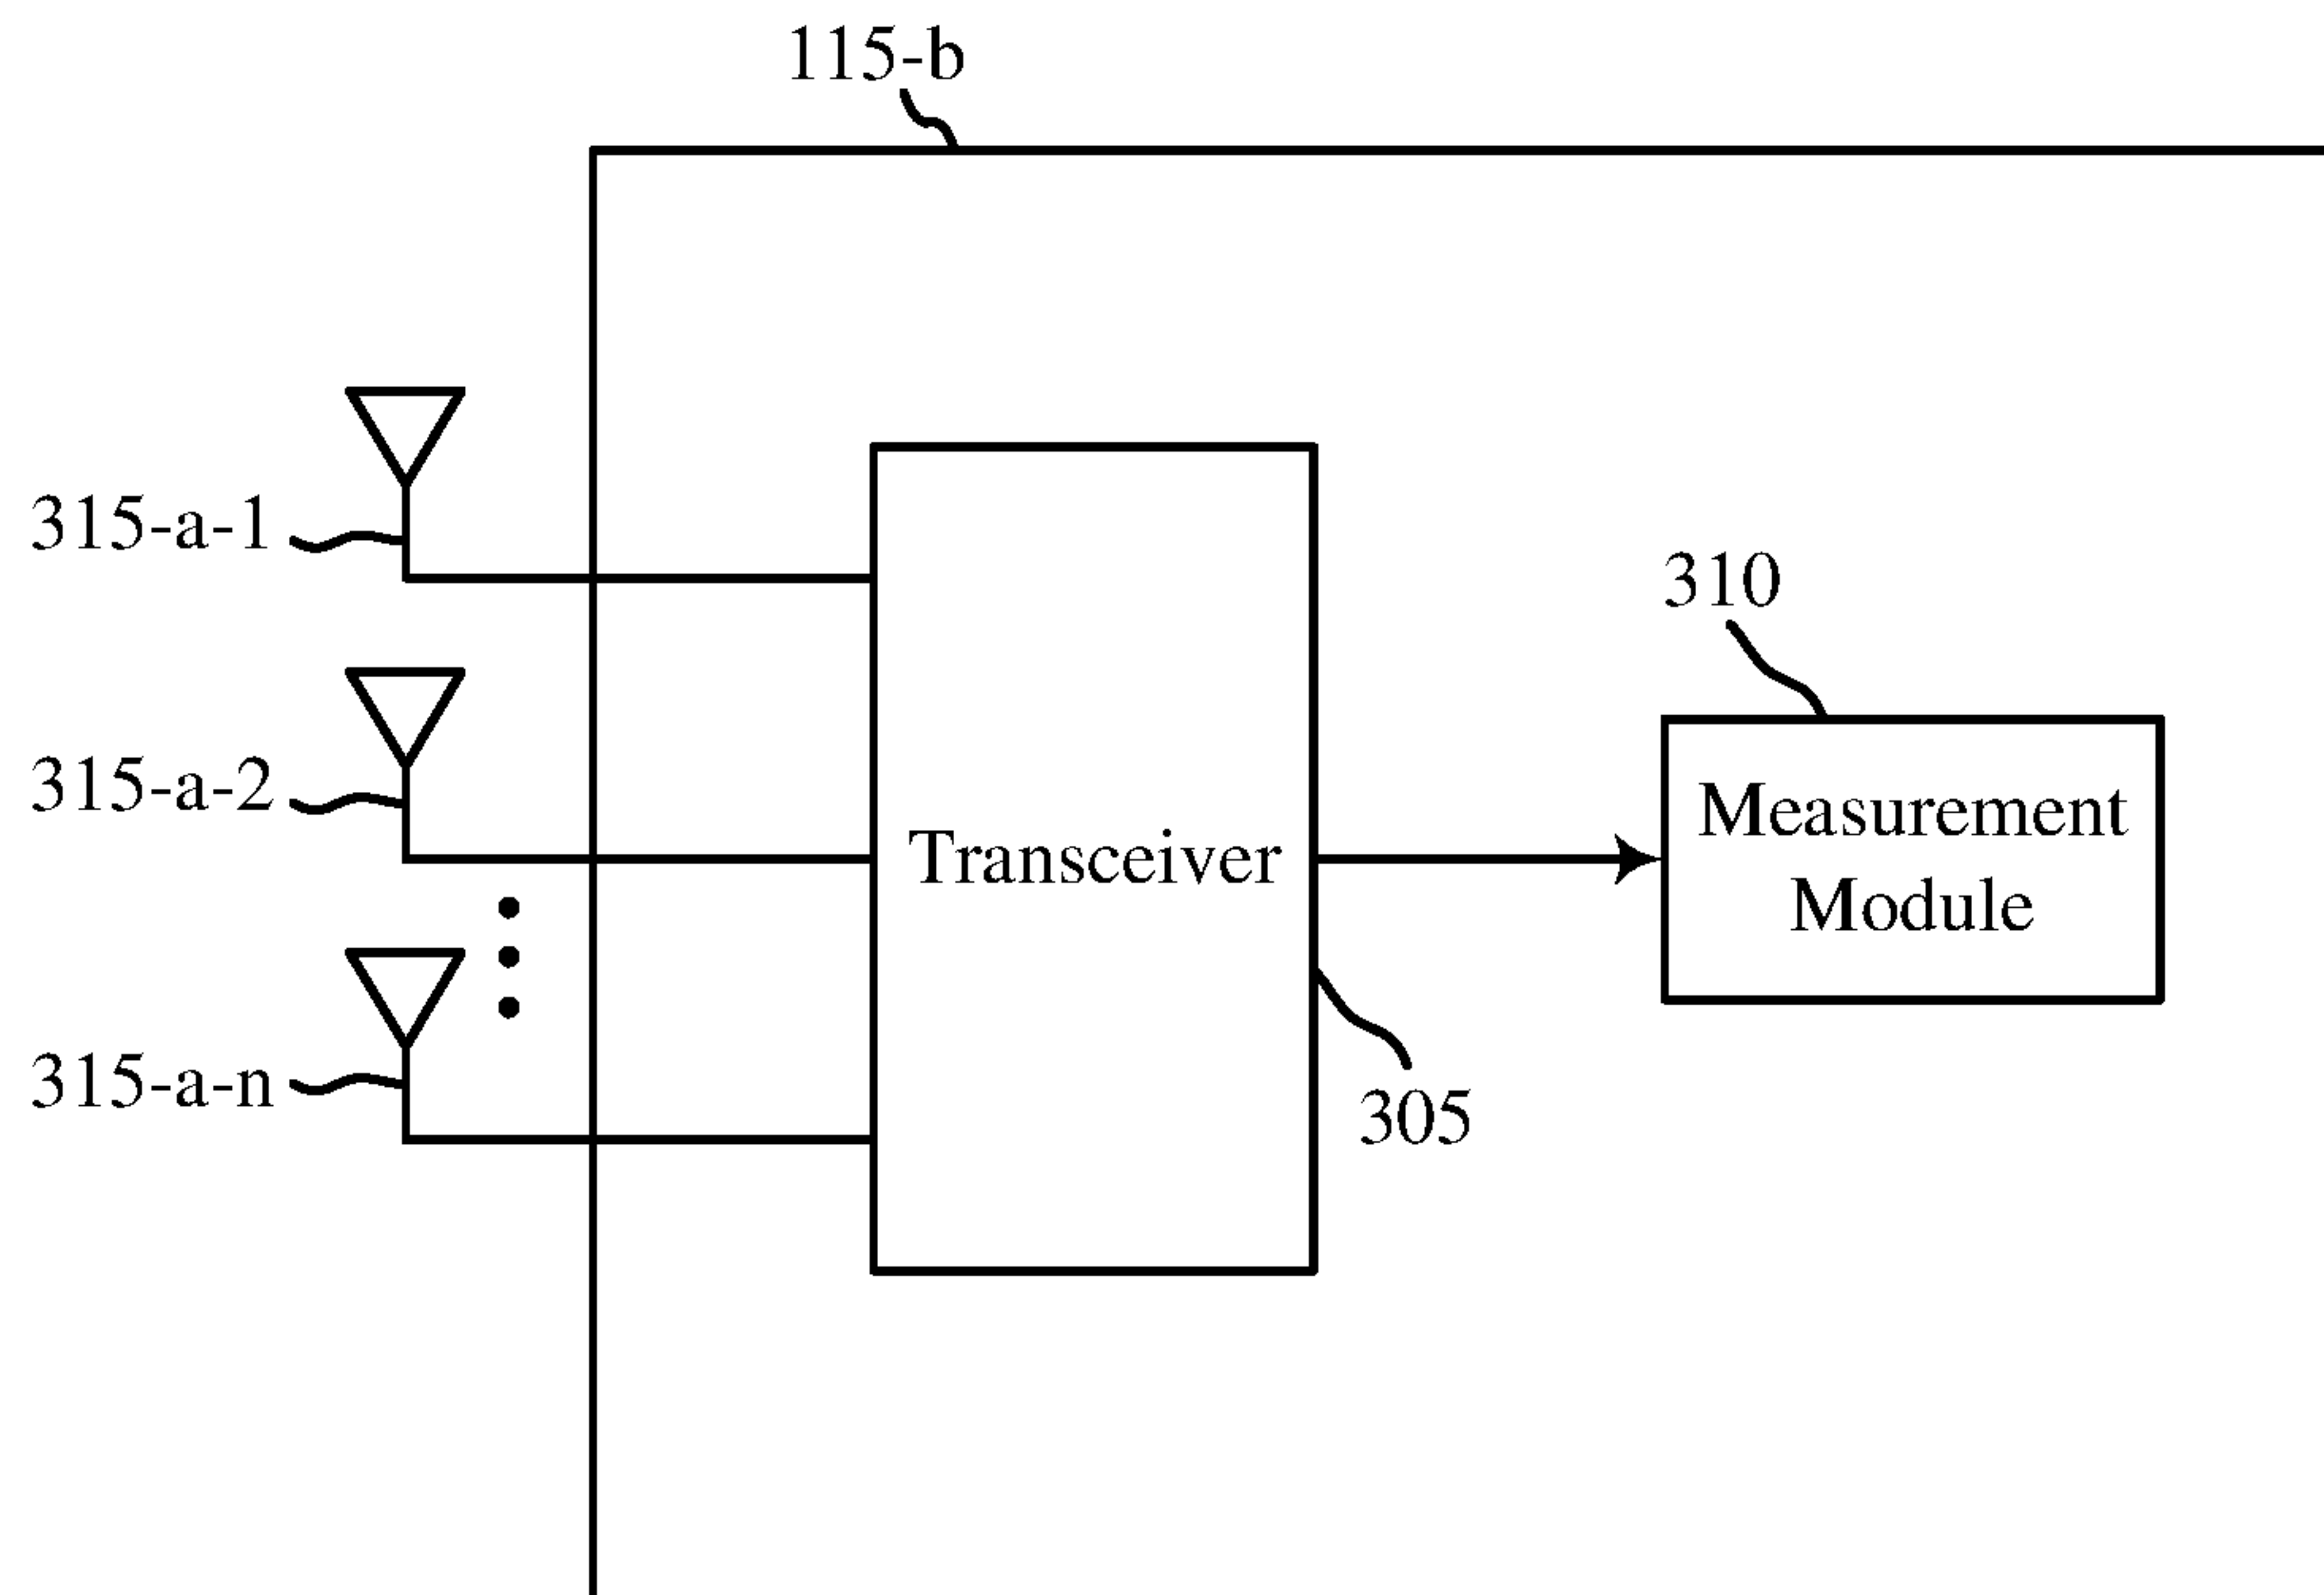 115-b
315-a-1
310
315-a-2
Measurement
Transceiver
Module
315-a-n
305